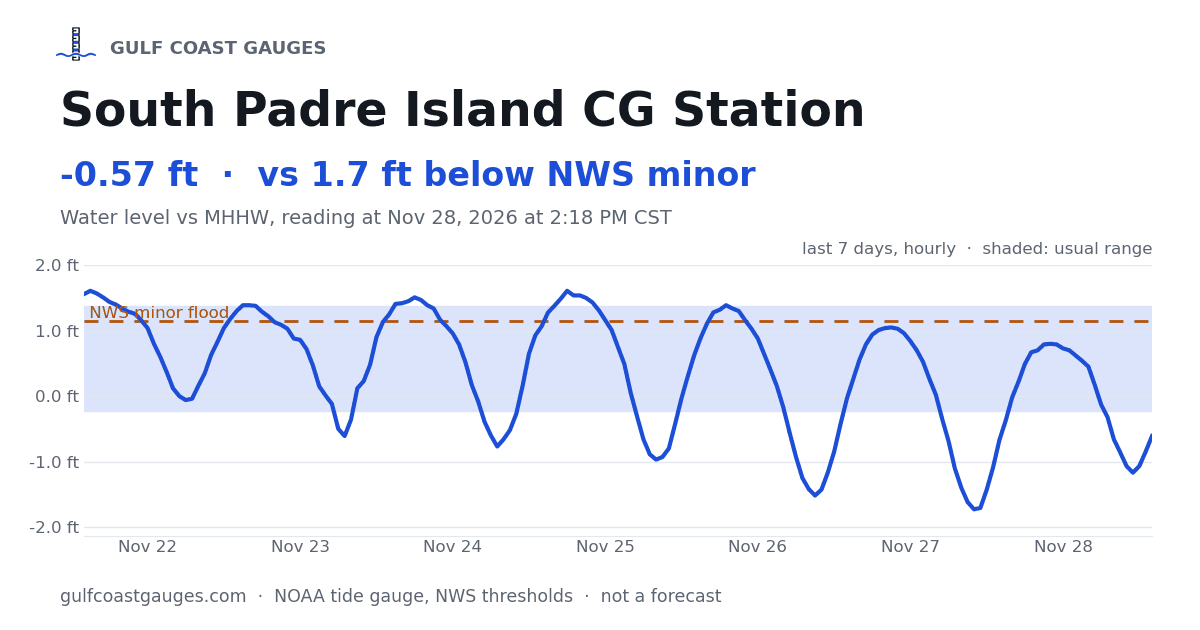 GULF COAST GAUGES
South Padre Island CG Station
-0.57 ft · vs 1.7 ft below NWS minor
Water level vs MHHW, reading at Nov 28, 2026 at 2:18 PM CST
last 7 days, hourly · shaded: usual range
2.0 ft
NWS minor flood
1.0 ft
0.0 ft
-1.0 ft
-2.0 ft
Nov 22 Nov 23 Nov 24 Nov 25 Nov 26 Nov 27 Nov 28
gulfcoastgauges.com · NOAA tide gauge, NWS thresholds · not a forecast